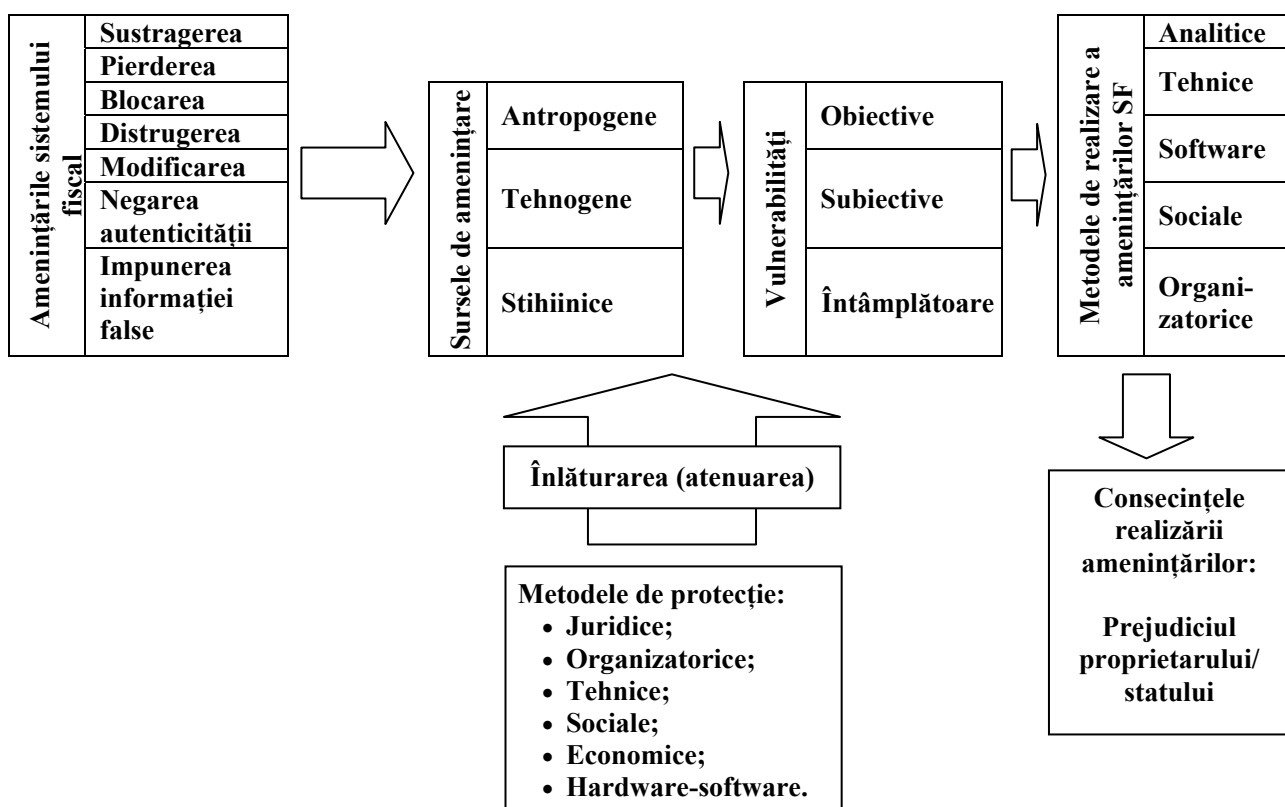 Amenințările sistemului
fiscal
Sustragerea
Pierderea
Blocarea
Distrugerea
Modificarea
Negarea
autenticității
Impunerea
informației
false
Sursele de amenințare
Antropogene
Tehnogene
Stihiinice
Vulnerabilități
Obiective
Subiective
Întâmplătoare
Metodele de realizare a
amenințărilor SF
Analitice
Tehnice
Software
Sociale
Organi-
zatorice
Înlăturarea (atenuarea)
Metodele de protecție:
• Juridice;
• Organizatorice;
• Tehnice;
• Sociale;
• Economice;
• Hardware-software.
Consecințele
realizării
amenințărilor:
Prejudiciul
proprietarului/
statului